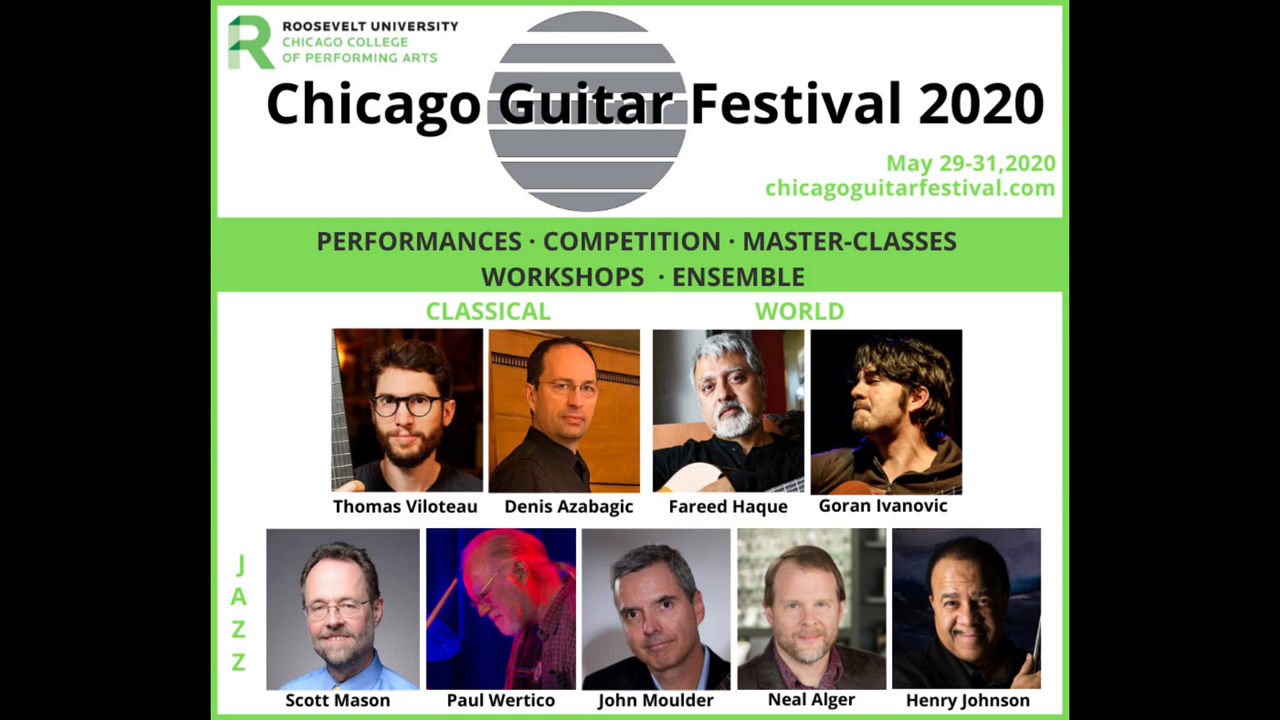 ROOSEVELT UNIVERSITY
CHICAGO COLLEGE
OF PERFORMING ARTS
Chicago Guitar Festival 2020
May 29-31,2020
chicagoguitarfestival.com
PERFORMANCES · COMPETITION · MASTER-CLASSES
WORKSHOPS · ENSEMBLE
CLASSICAL
WORLD
Thomas Viloteau
Denis Azabagic
Fareed Haque
Goran Ivanovic
JAZZ
Scott Mason
Paul Wertico
John Moulder
Neal Alger
Henry Johnson